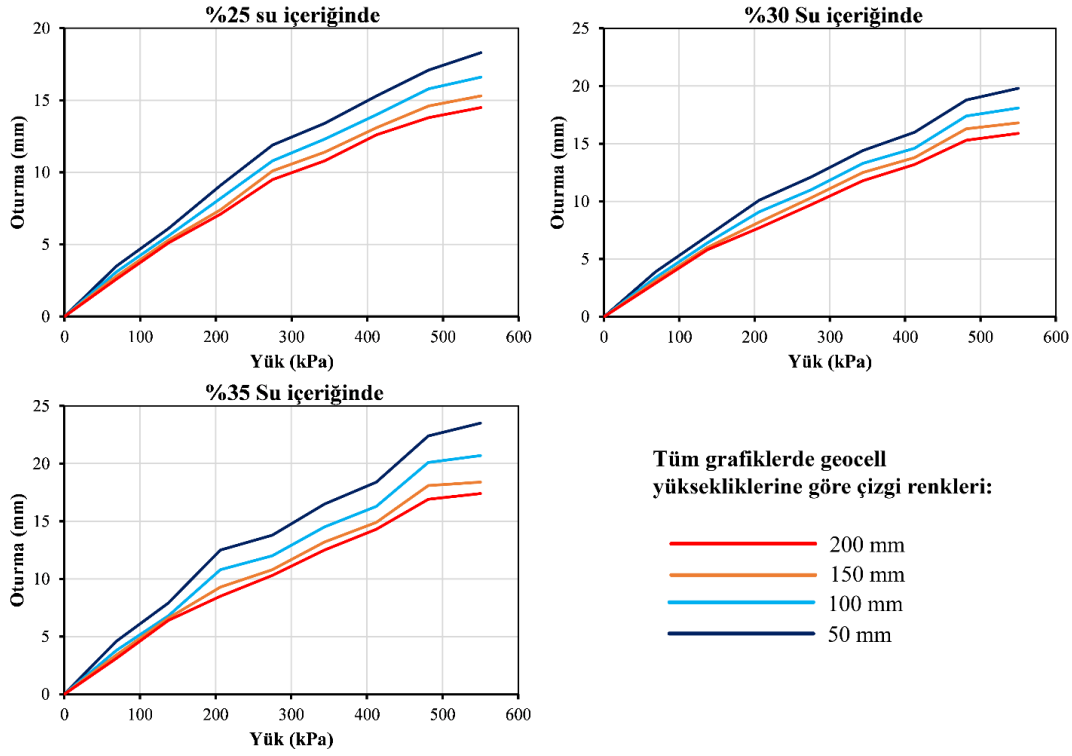 %25 su içeriğinde
20
15
10
5
0
Oturma (mm)
0 100 200 300 400 500 600
Yük (kPa)
%30 Su içeriğinde
25
20
15
10
5
0
Oturma (mm)
0 100 200 300 400 500 600
Yük (kPa)
%35 Su içeriğinde
25
20
15
10
5
0
Oturma (mm)
0 100 200 300 400 500 600
Yük (kPa)
Tüm grafiklerde geocell
yüksekliklerine göre çizgi renkleri:
200 mm
150 mm
100 mm
50 mm